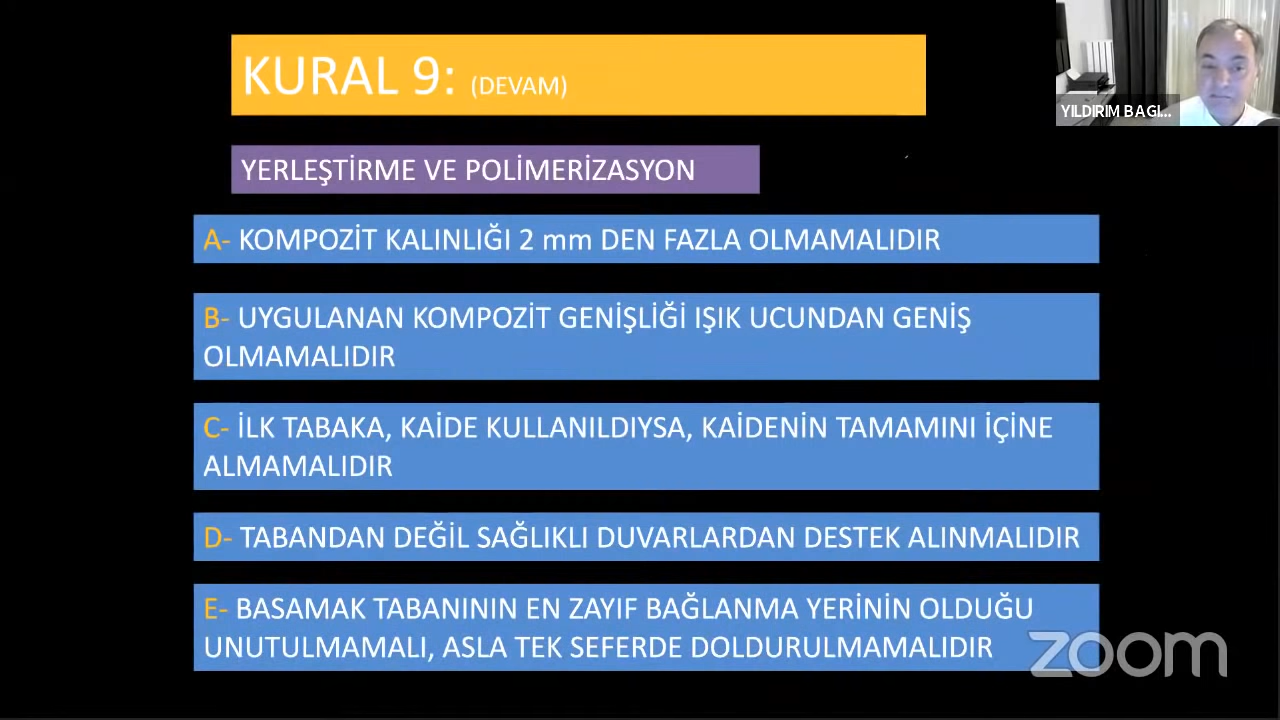 KURAL 9: (DEVAM)
YILDIRIM BAGI...
YERLEŞTİRME VE POLİMERİZASYON
A- KOMPOZİT KALINLIĞI 2 mm DEN FAZLA OLMAMALIDIR
B- UYGULANAN KOMPOZİT GENİŞLİĞİ IŞIK UCUNDAN GENİŞ
OLMAMALIDIR
C- İLK TABAKA, KAİDE KULLANILDIYSA, KAİDENİN TAMAMINI İÇİNE
ALMAMALIDIR
D- TABANDAN DEĞİL SAĞLIKLI DUVARLARDAN DESTEK ALINMALIDIR
E- BASAMAK TABANININ EN ZAYIF BAĞLANMA YERİNİN OLDUĞU
UNUTULMAMALI, ASLA TEK SEFERDE DOLDURULMAMALIDIR
zoom